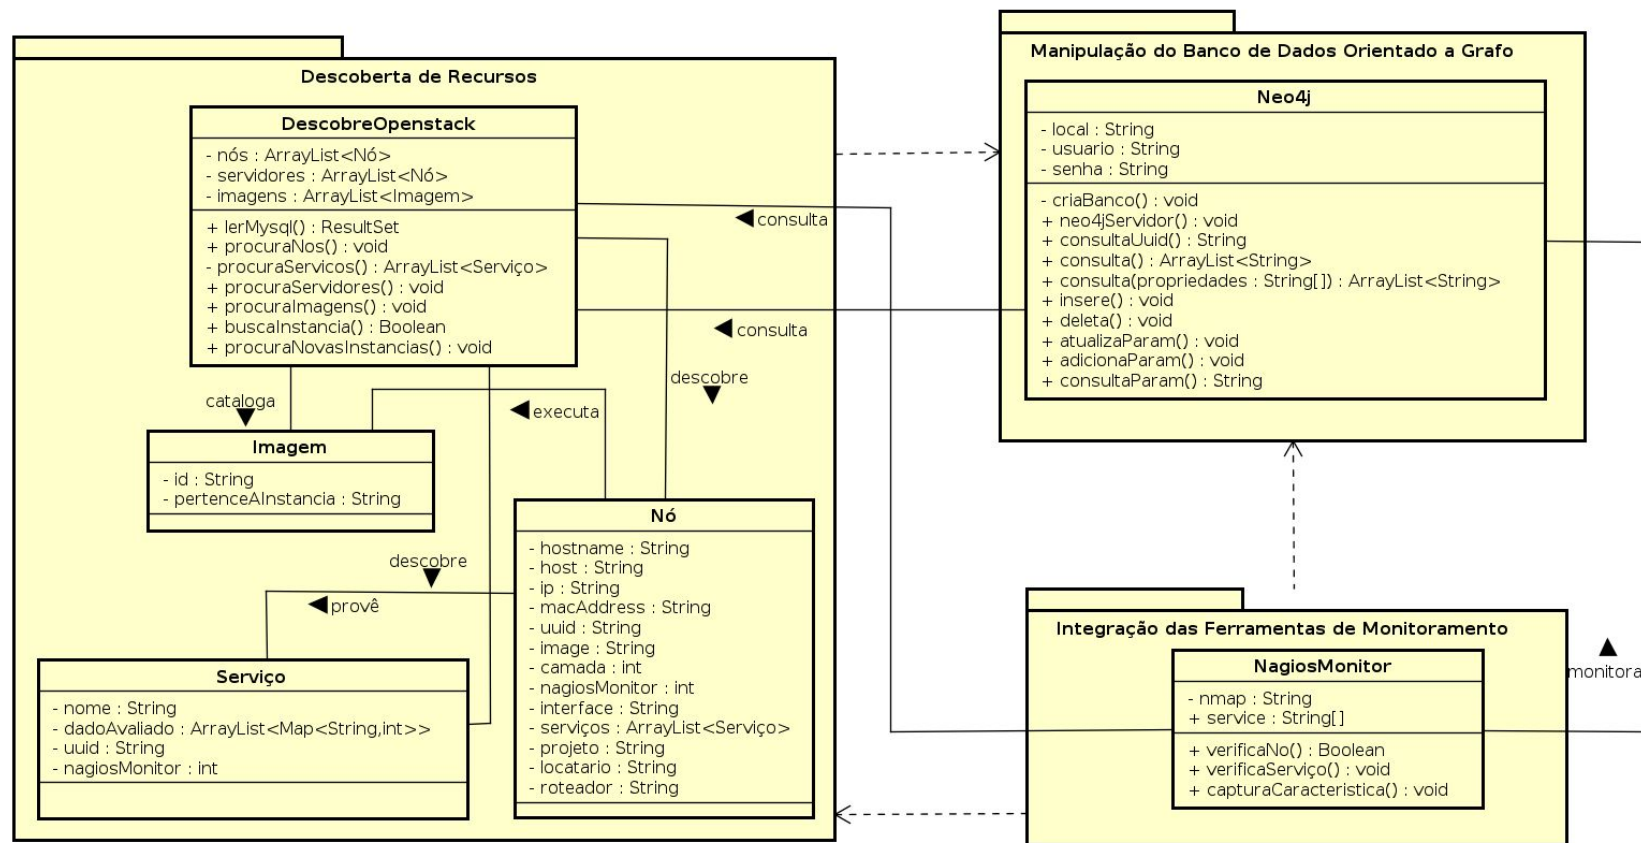 Descoberta de Recursos
DescobreOpenstack
- nós : ArrayList<Nó>
- servidores : ArrayList<Nó>
- imagens : ArrayList<Imagem>
+ lerMysql() : ResultSet
+ procuraNos() : void
- procuraServicos() : ArrayList<Serviço>
+ procuraServidores() : void
+ procuraImagens() : void
+ buscaInstancia() : Boolean
+ procuraNovasInstancias() : void
consulta
consulta
descobre
cataloga
executa
Imagem
- id : String
- pertenceAInstancia : String
Nó
- hostname : String
- host : String
- ip : String
- macAddress : String
- uuid : String
- image : String
- camada : int
- nagiosMonitor : int
- interface : String
- serviços : ArrayList<Serviço>
- projeto : String
- locatario : String
- roteador : String
descobre
provê
Serviço
- nome : String
- dadoAvaliado : ArrayList<Map<String,int>>
- uuid : String
- nagiosMonitor : int
Manipulação do Banco de Dados Orientado a Grafo
Neo4j
- local : String
- usuario : String
- senha : String
- criaBanco() : void
+ neo4jServidor() : void
+ consultaUuid() : String
+ consulta() : ArrayList<String>
+ consulta(propriedades : String[]) : ArrayList<String>
+ insere() : void
+ deleta() : void
+ atualizaParam() : void
+ adicionaParam() : void
+ consultaParam() : String
Integração das Ferramentas de Monitoramento
NagiosMonitor
- nmap : String
+ service : String[]
+ verificaNo() : Boolean
+ verificaServiço() : void
+ capturaCaracteristica() : void
monitora